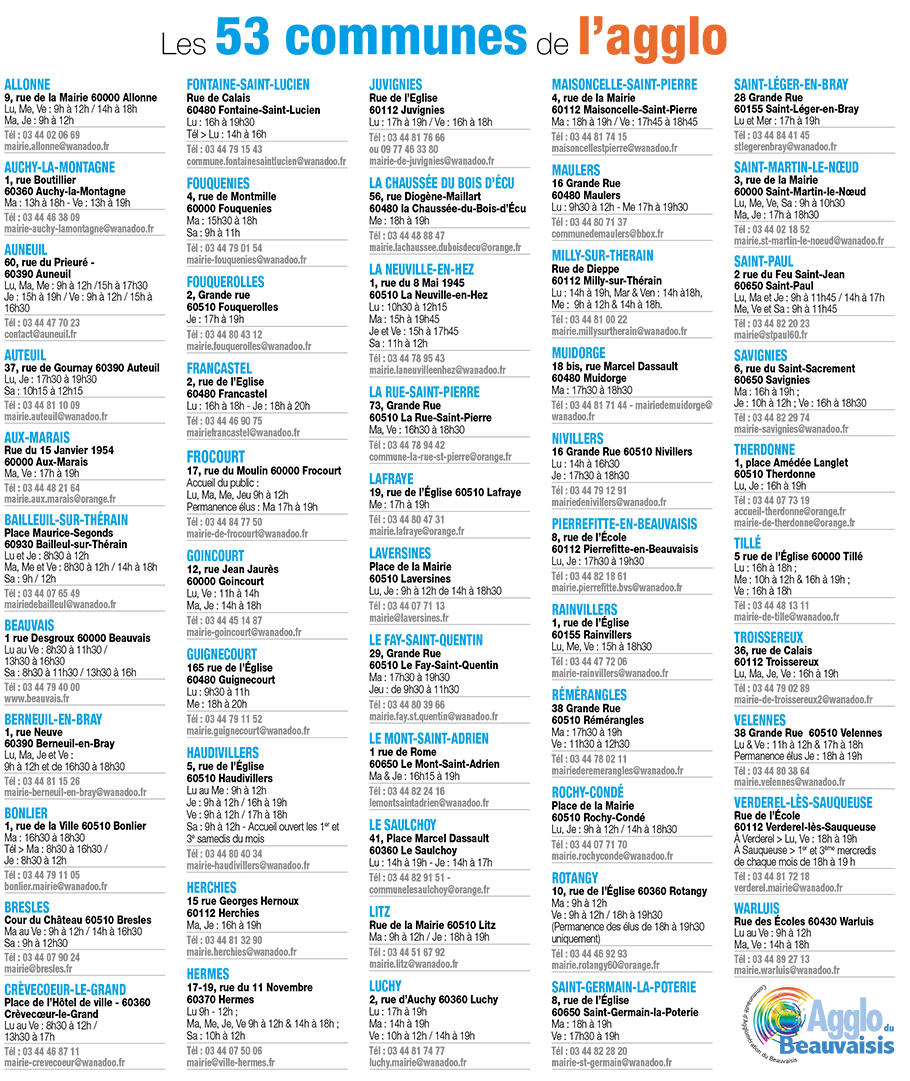 Les 53 communes de l'agglo
ALLONNE
9, rue de la Mairie 60000 Allonne
Lu, Me, Ve : 9h à 12h / 14h à 18h
Ma, Je : 9h à 12h
Tél : 03 44 02 06 69
mairie.allonne@wanadoo.fr
AUCHY-LA-MONTAGNE
1, rue Boutillier
60360 Auchy-la-Montagne
Ma : 13h à 18h - Ve : 13h à 19h
Tél : 03 44 46 38 09
mairie-auchy-lamontagne@wanadoo.fr
AUNEUIL
60, rue du Prieuré -
60390 Auneuil
Lu, Ma, Me : 9h à 12h /15h à 17h30
Je : 15h à 19h / Ve : 9h à 12h / 15h à
16h30
Tél : 03 44 47 70 23
contact@auneuil.fr
AUTEUIL
37, rue de Gournay 60390 Auteuil
Lu, Je : 17h30 à 19h30
Sa : 10h15 à 12h15
Tél : 03 44 81 10 09
mairie.auteuil@wanadoo.fr
AUX-MARAIS
Rue du 15 Janvier 1954
60000 Aux-Marais
Ma, Ve : 17h à 19h
Tél : 03 44 48 21 64
mairie.aux.marais@orange.fr
BAILLEUIL-SUR-THÉRAIN
Place Maurice-Segonds
60930 Bailleul-sur-Thérain
Lu et Je : 8h30 à 12h
Ma, Me et Ve : 8h30 à 12h / 14h à 18h
Sa : 9h / 12h
Tél : 03 44 07 65 49
mairiedebailleul@wanadoo.fr
BEAUVAIS
1 rue Desgroux 60000 Beauvais
Lu au Ve : 8h30 à 11h30 /
13h30 à 16h30
Sa : 8h30 à 11h30 / 13h30 à 16h
Tél : 03 44 79 40 00
www.beauvais.fr
BERNEUIL-EN-BRAY
1, rue Neuve
60390 Berneuil-en-Bray
Lu, Ma, Je et Ve :
9h à 12h et de 16h30 à 18h30
Tél : 03 44 81 15 26
mairie-berneuil-en-bray@wanadoo.fr
BONLIER
1, rue de la Ville 60510 Bonlier
Ma : 16h30 à 18h30
Tél > Ma : 8h30 à 16h30 /
Je : 8h30 à 12h
Tél : 03 44 79 11 05
bonlier.mairie@wanadoo.fr
BRESLES
Cour du Château 60510 Bresles
Ma au Ve : 9h à 12h / 14h à 16h30
Sa : 9h à 12h30
Tél : 03 44 07 90 24
mairie@bresles.fr
CRÈVECOEUR-LE-GRAND
Place de l'Hôtel de ville - 60360
Crèvecœur-le-Grand
Lu au Ve : 8h30 à 12h /
13h30 à 17h
Tél : 03 44 46 87 11
mairie-crevecoeur@wanadoo.fr
FONTAINE-SAINT-LUCIEN
Rue de Calais
60480 Fontaine-Saint-Lucien
Lu : 16h à 19h30
Tél > Lu : 14h à 16h
Tél : 03 44 79 15 43
commune.fontainesaintlucien@wanadoo.fr
FOUQUENIES
4, rue de Montmille
60000 Fouquenies
Ma : 15h30 à 18h
Sa : 9h à 11h
Tél : 03 44 79 01 54
mairie-fouquenies@wanadoo.fr
FOUQUEROLLES
2, Grande rue
60510 Fouquerolles
Je : 17h à 19h
Tél : 03 44 80 43 12
mairie.fouquerolles@wanadoo.fr
FRANCASTEL
2, rue de l'Eglise
60480 Francastel
Lu : 16h à 18h - Je : 18h à 20h
Tél : 03 44 46 90 75
mairiefrancastel@wanadoo.fr
FROCOURT
17, rue du Moulin 60000 Frocourt
Accueil du public :
Lu, Ma, Me, Jeu 9h à 12h
Permanence élus : Ma 17h à 19h
Tél : 03 44 84 77 50
mairie-de-frocourt@wanadoo.fr
GOINCOURT
12, rue Jean Jaurès
60000 Goincourt
Lu, Ve : 11h à 14h
Ma, Je : 14h à 18h
Tél : 03 44 45 14 87
mairie-goincourt@wanadoo.fr
GUIGNECOURT
165 rue de l'Église
60480 Guignecourt
Lu : 9h30 à 11h
Me : 18h à 20h
Tél : 03 44 79 11 52
mairie.guignecourt@wanadoo.fr
HAUDIVILLERS
5, rue de l'Église
60510 Haudivillers
Lu au Me : 9h à 12h
Je : 9h à 12h / 16h à 19h
Ve : 9h à 12h / 17h à 18h
Sa : 9h à 12h - Accueil ouvert les 1er et
3e samedis du mois
Tél : 03 44 80 40 34
mairie-haudivillers@wanadoo.fr
HERCHIES
15 rue Georges Hernoux
60112 Herchies
Ma, Je : 16h à 19h
Tél : 03 44 81 32 90
mairie.herchies@wanadoo.fr
HERMES
17-19, rue du 11 Novembre
60370 Hermes
Lu 9h - 12h ;
Ma, Me, Je, Ve 9h à 12h & 14h à 18h ;
Sa : 10h à 12h
Tél : 03 44 07 50 06
mairie@ville-hermes.fr
JUVIGNIES
Rue de l'Eglise
60112 Juvignies
Lu : 17h à 19h / Ve : 16h à 18h
Tél : 03 44 81 76 66
ou 09 77 46 33 80
mairie-de-juvignies@wanadoo.fr
LA CHAUSSÉE DU BOIS D'ÉCU
56, rue Diogène-Maillart
60480 la Chaussée-du-Bois-d'Écu
Me : 18h à 19h
Tél : 03 44 48 88 47
mairie.lachaussee.duboisdecu@orange.fr
LA NEUVILLE-EN-HEZ
1, rue du 8 Mai 1945
60510 La Neuville-en-Hez
Lu : 10h30 à 12h15
Ma : 15h à 19h45
Je et Ve : 15h à 17h45
Sa : 11h à 12h
Tél : 03 44 78 95 43
mairie.laneuvilleenhez@wanadoo.fr
LA RUE-SAINT-PIERRE
73, Grande Rue
60510 La Rue-Saint-Pierre
Ma, Ve : 16h30 à 18h30
Tél : 03 44 78 94 42
commune-la-rue-st-pierre@orange.fr
LAFRAYE
19, rue de l'Église 60510 Lafraye
Me : 17h à 19h
Tél : 03 44 80 47 31
mairie.lafraye@orange.fr
LAVERSINES
Place de la Mairie
60510 Laversines
Lu, Je : 9h à 12h de 14h à 18h30
Tél : 03 44 07 71 13
mairie@laversines.fr
LE FAY-SAINT-QUENTIN
29, Grande Rue
60510 Le Fay-Saint-Quentin
Ma : 17h30 à 19h30
Jeu : de 9h30 à 11h30
Tél : 03 44 80 39 66
mairie.fay.st.quentin@wanadoo.fr
LE MONT-SAINT-ADRIEN
1 rue de Rome
60650 Le Mont-Saint-Adrien
Ma & Je : 16h15 à 19h
Tél : 03 44 82 24 16
lemontsaintadrien@wanadoo.fr
LE SAULCHOY
41, Place Marcel Dassault
60360 Le Saulchoy
Lu : 14h à 19h - Je : 14h à 17h
Tél : 03 44 82 91 51 -
communelesaulchoy@orange.fr
LITZ
Rue de la Mairie 60510 Litz
Ma : 9h à 12h / Je : 18h à 19h
Tél : 03 44 51 67 92
mairie.litz@wanadoo.fr
LUCHY
2, rue d'Auchy 60360 Luchy
Lu : 17h à 19h
Ma : 14h à 19h
Ve : 10h à 12h / 14h à 19h
Tél : 03 44 81 74 77
luchy.mairie@wanadoo.fr
MAISONCELLE-SAINT-PIERRE
4, rue de la Mairie
60112 Maisoncelle-Saint-Pierre
Ma : 18h à 19h / Ve : 17h45 à 18h45
Tél : 03 44 81 74 15
maisoncellestpierre@wanadoo.fr
MAULERS
16 Grande Rue
60480 Maulers
Lu : 9h30 à 12h - Me 17h à 19h30
Tél : 03 44 80 71 37
communedemaulers@bbox.fr
MILLY-SUR-THERAIN
Rue de Dieppe
60112 Milly-sur-Thérain
Lu : 14h à 19h, Mar & Ven : 14h à18h,
Me : 9h à 12h & 14h à 18h.
Tél : 03 44 81 00 22
mairie.millysurtherain@wanadoo.fr
MUIDORGE
18 bis, rue Marcel Dassault
60480 Muidorge
Ma : 17h30 à 18h30
Tél : 03 44 81 71 44 - mairiedemuidorge@
wanadoo.fr
NIVILLERS
16 Grande Rue 60510 Nivillers
Lu : 14h à 16h30
Je : 17h30 à 18h30
Tél : 03 44 79 12 91
mairiedenivillers@wanadoo.fr
PIERREFITTE-EN-BEAUVAISIS
8, rue de l'École
60112 Pierrefitte-en-Beauvaisis
Lu, Je : 17h30 à 19h30
Tél : 03 44 82 18 61
mairie.pierrefitte.bvs@wanadoo.fr
RAINVILLERS
1, rue de l'Église
60155 Rainvillers
Lu, Me, Ve : 15h à 18h30
Tél : 03 44 47 72 06
mairie-rainvillers@wanadoo.fr
RÉMÉRANGLES
38 Grande Rue
60510 Rémérangles
Ma : 17h30 à 19h
Ve : 11h30 à 12h30
Tél : 03 44 78 02 11
mairiederemerangles@wanadoo.fr
ROCHY-CONDÉ
Place de la Mairie
60510 Rochy-Condé
Lu, Je : 9h à 12h / 14h à 18h30
Tél : 03 44 07 71 70
mairie.rochyconde@wanadoo.fr
ROTANGY
10, rue de l'Église 60360 Rotangy
Ma : 9h à 12h
Ve : 9h à 12h / 18h à 19h30
(Permanence des élus de 18h à 19h30
uniquement)
Tél : 03 44 46 92 93
mairie.rotangy60@orange.fr
SAINT-GERMAIN-LA-POTERIE
8, rue de l'Église
60650 Saint-Germain-la-Poterie
Ma : 18h à 19h
Ve : 17h à 19h
Tél : 03 44 82 28 20
mairie-st-germain@wanadoo.fr
SAINT-LÉGER-EN-BRAY
28 Grande Rue
60155 Saint-Léger-en-Bray
Lu et Mer : 17h à 19h
Tél : 03 44 84 41 45
stlegerenbray@wanadoo.fr
SAINT-MARTIN-LE-NŒUD
3, rue de la Mairie
60000 Saint-Martin-le-Nœud
Lu, Me, Ve, Sa : 9h à 10h30
Ma, Je : 17h à 18h30
Tél : 03 44 02 18 52
mairie.st-martin-le-noeud@wanadoo.fr
SAINT-PAUL
2 rue du Feu Saint-Jean
60650 Saint-Paul
Lu, Ma et Je : 9h à 11h45 / 14h à 17h
Me, Ve et Sa : 9h à 11h45
Tél : 03 44 82 20 23
mairie@stpaul60.fr
SAVIGNIES
6, rue du Saint-Sacrement
60650 Savignies
Ma : 16h à 19h ;
Je : 10h à 12h ; Ve : 16h à 18h30
Tél : 03 44 82 29 74
mairie-savignies@wanadoo.fr
THERDONNE
1, place Amédée Langlet
60510 Therdonne
Lu, Je : 16h à 19h
Tél : 03 44 07 73 19
accueil-therdonne@orange.fr
mairie-de-therdonne@orange.fr
TILLÉ
5 rue de l'Église 60000 Tillé
Lu : 16h à 18h ;
Me : 10h à 12h & 16h à 19h ;
Ve : 16h à 18h
Tél : 03 44 48 13 11
mairie-de-tille@wanadoo.fr
TROISSEREUX
36, rue de Calais
60112 Troissereux
Lu, Ma, Je, Ve : 16h à 19h
Tél : 03 44 79 02 89
mairie-de-troissereux2@wanadoo.fr
VELENNES
38 Grande Rue 60510 Velennes
Lu & Ve : 11h à 12h & 17h à 18h
Permanence élus Je : 18h à 19h
Tél : 03 44 80 38 64
mairie.velennes@wanadoo.fr
VERDEREL-LÈS-SAUQUEUSE
Rue de l'École
60112 Verderel-lès-Sauqueuse
À Verderel > Lu, Ve : 18h à 19h
À Sauqueuse > 1er et 3ème mercredis
de chaque mois de 18h à 19 h
Tél : 03 44 81 72 18
verderel.mairie@wanadoo.fr
WARLUIS
Rue des Écoles 60430 Warluis
Lu au Ve : 9h à 12h
Ma, Ve : 14h à 18h
Tél : 03 44 89 27 13
mairie.warluis@wanadoo.fr
Communauté d'Agglomération du Beauvaisis
Agglo du
Beauvaisis